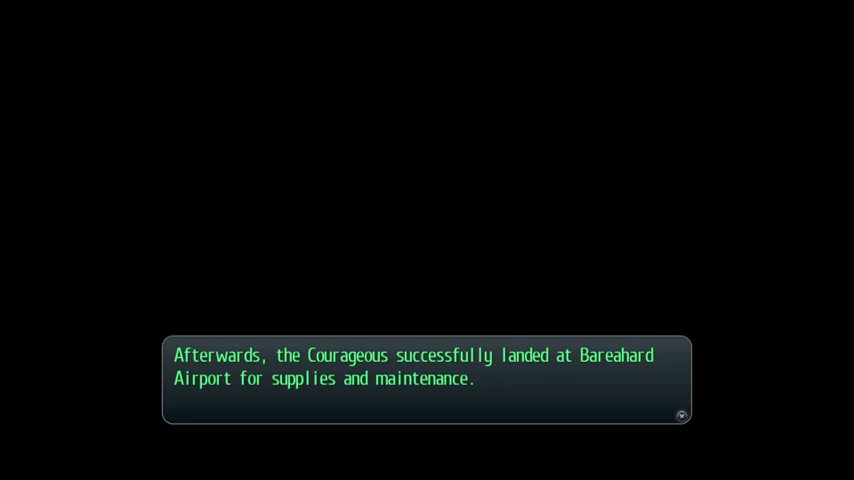 Afterwards, the Courageous successfully landed at Bareahard
Airport for supplies and maintenance.